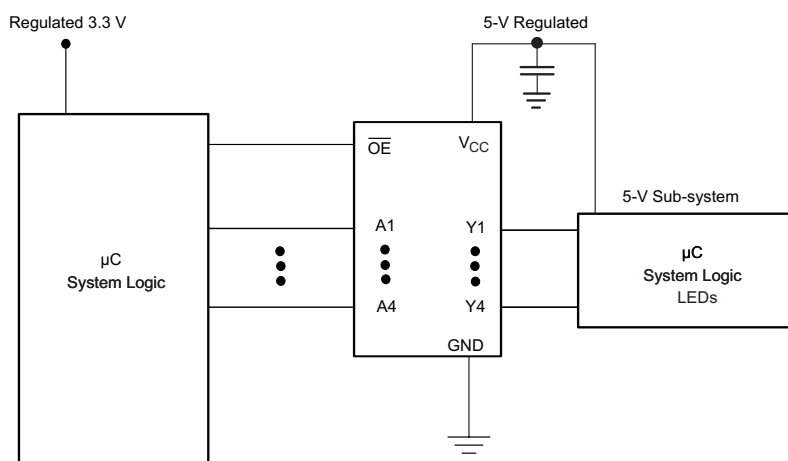 Regulated 3.3 V
5-V Regulated
O̅E̅
VCC
5-V Sub-system
µC
System Logic
A1
Y1
A4
Y4
GND
µC
System Logic
LEDs